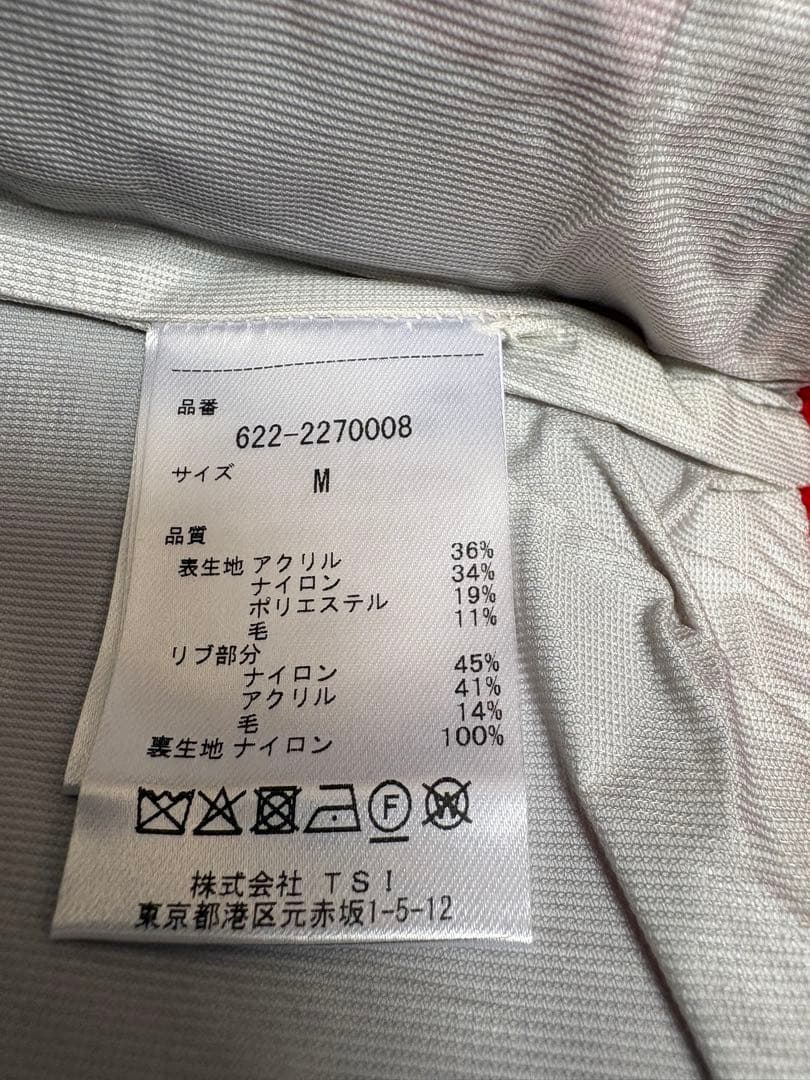 品番
622-2270008
サイズ M
品質
表生地 アクリル 36%
ナイロン 34%
ポリエステル 19%
毛 11%
リブ部分
ナイロン 45%
アクリル 41%
毛 14%
裏生地 ナイロン 100%
F W
株式会社 TSI
東京都港区元赤坂1-5-12